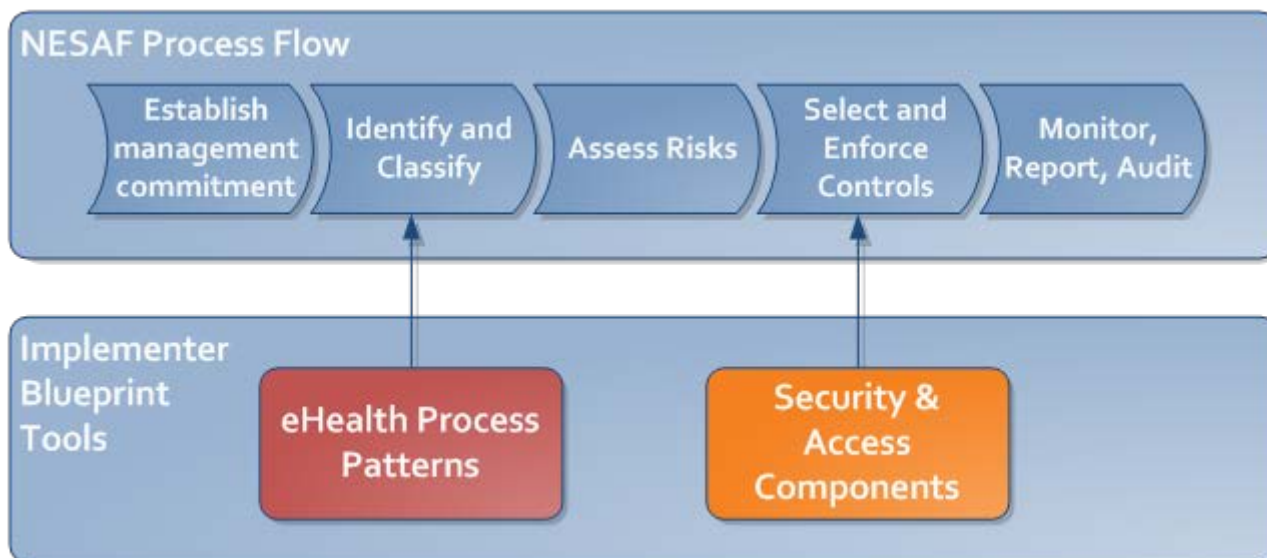 NESAF Process Flow
Establish
management
commitment
Identify and
Classify
Assess Risks
Select and
Enforce
Controls
Monitor,
Report, Audit
Implementer
Blueprint
Tools
eHealth Process
Patterns
Security &
Access
Components